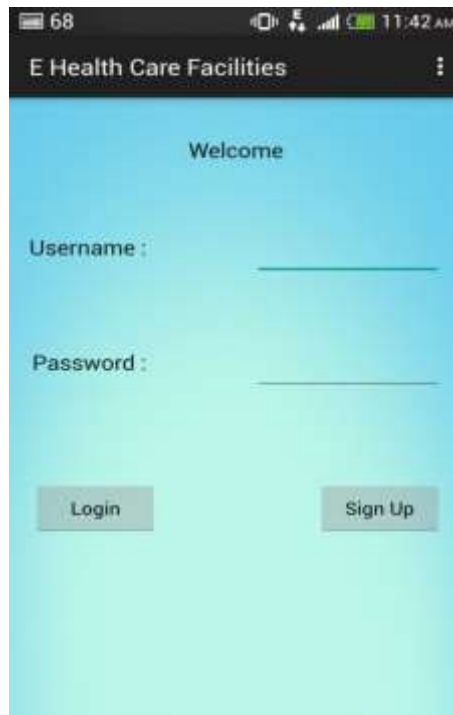 68 E 11:42 AM
E Health Care Facilities
Welcome
Username :
Password :
Login Sign Up